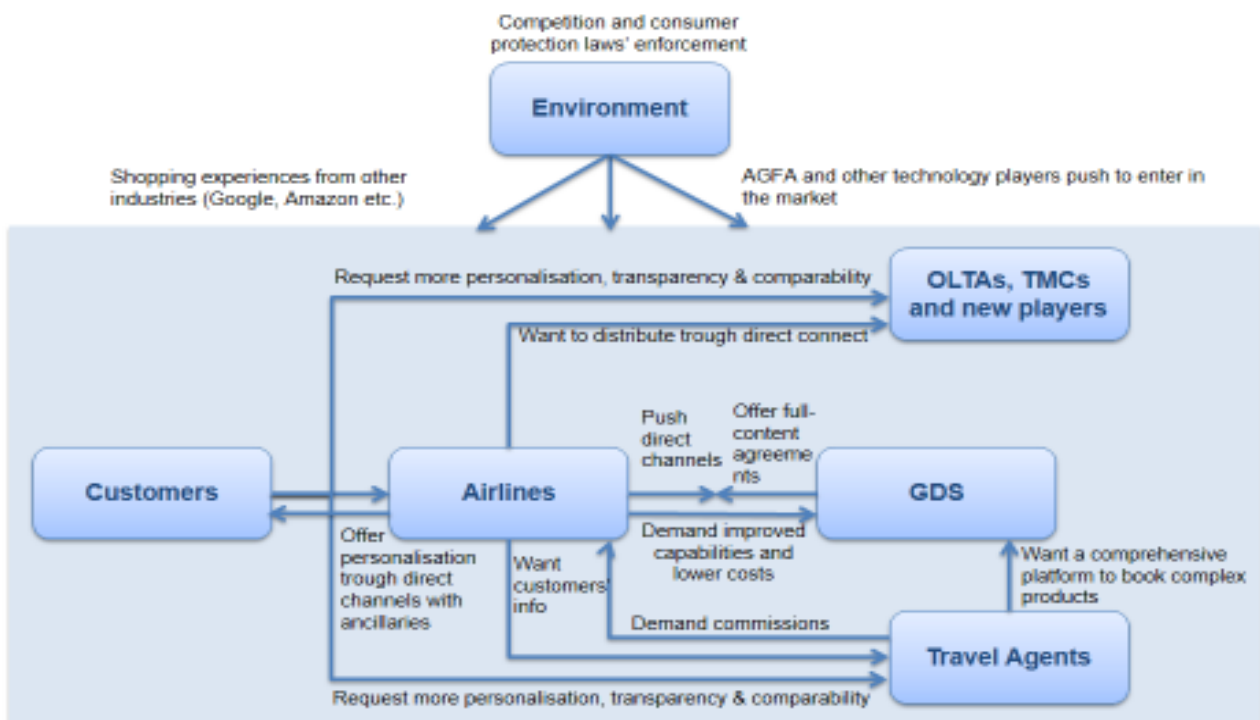 Competition and consumer
protection laws' enforcement
Environment
Shopping experiences from other
industries (Google, Amazon etc.)
AGFA and other technology players push to enter in
the market
Request more personalisation, transparency & comparability
OLTAs, TMCs
and new players
Want to distribute trough direct connect
Push
direct
channels
Offer full-
content
agreeme
nts
Customers
Airlines
GDS
Offer
personalisation
trough direct
channels with
ancillaries
Want
customers'
info
Demand improved
capabilities and
lower costs
Want a comprehensive
platform to book complex
products
Demand commissions
Travel Agents
Request more personalisation, transparency & comparability